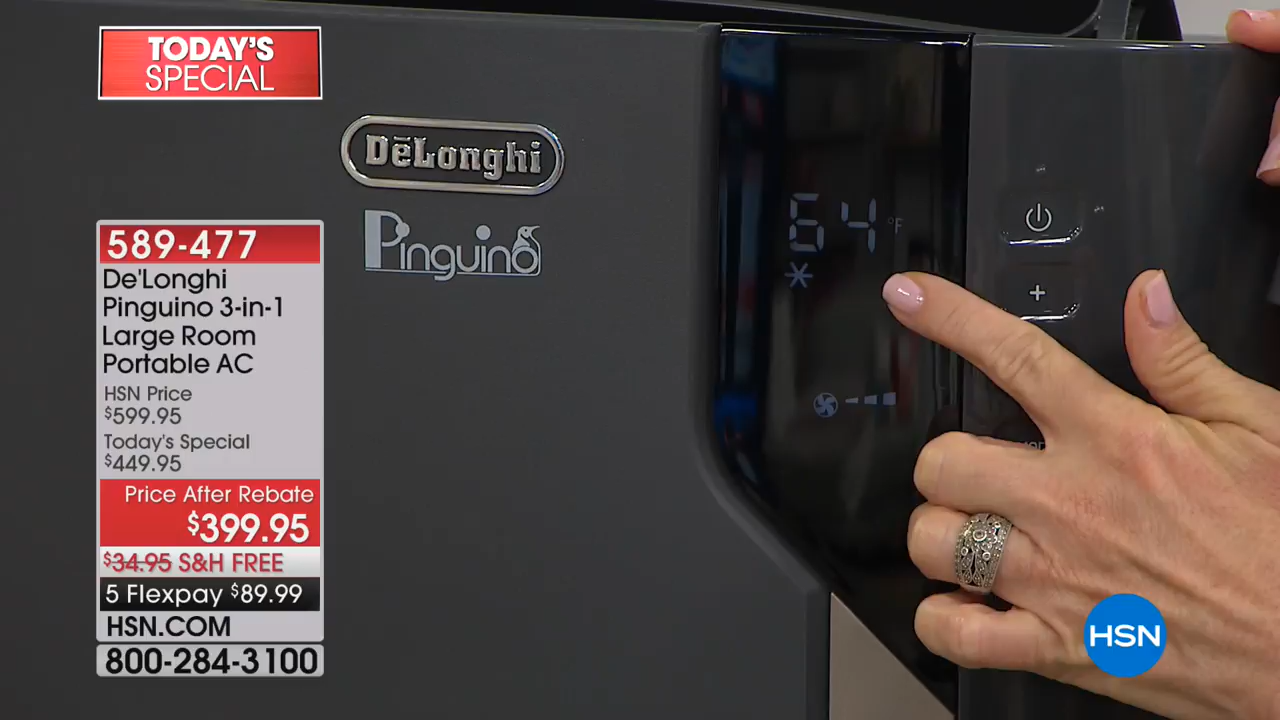 TODAY'S
SPECIAL
DēLonghi
Pinguino
64 °F
589-477
De'Longhi
Pinguino 3-in-1
Large Room
Portable AC
HSN Price
$599.95
Today's Special
$449.95
Price After Rebate
$399.95
$34.95 S&H FREE
5 Flexpay $89.99
HSN.COM
800-284-3100
+
HSN